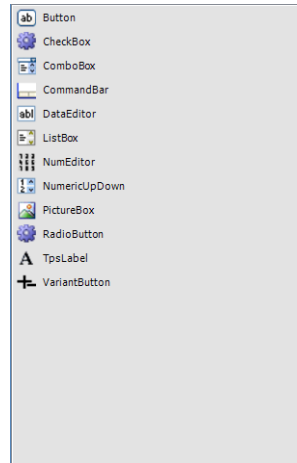 Button
CheckBox
ComboBox
CommandBar
DataEditor
ListBox
NumEditor
NumericUpDown
PictureBox
RadioButton
TpsLabel
VariantButton